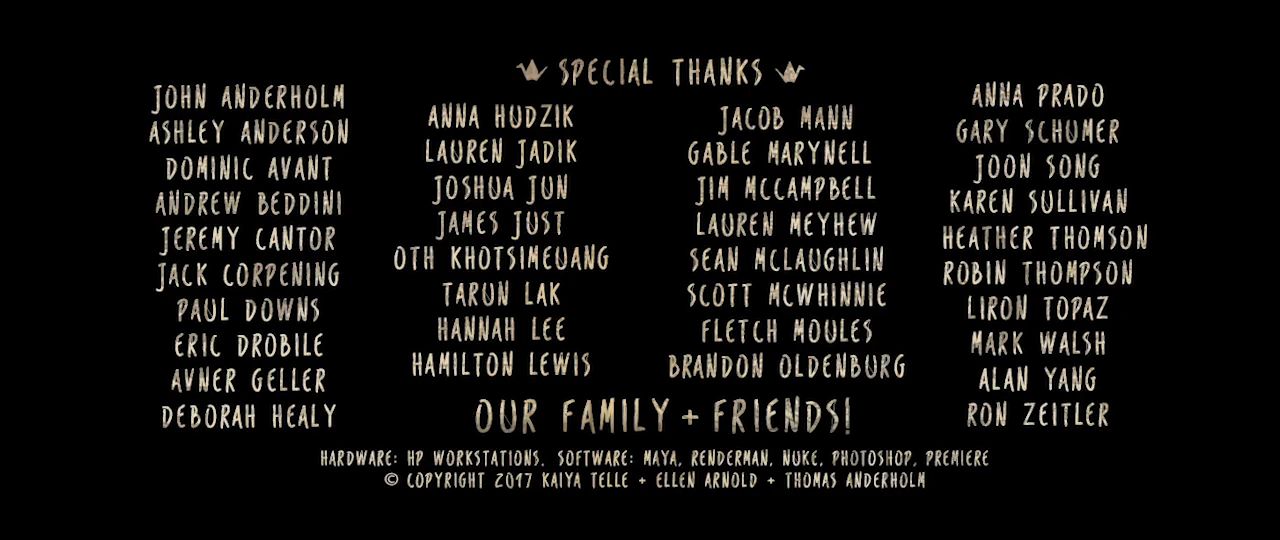 SPECIAL THANKS
JOHN ANDERHOLM
ASHLEY ANDERSON
DOMINIC AVANT
ANDREW BEDDINI
JEREMY CANTOR
JACK CORPENING
PAUL DOWNS
ERIC DROBILE
AVNER GELLER
DEBORAH HEALY
ANNA HUDZIK
LAUREN JADIK
JOSHUA JUN
JAMES JUST
OTH KHOTSIMEUANG
TARUN LAK
HANNAH LEE
HAMILTON LEWIS
JACOB MANN
GABLE MARYNELL
JIM MCCAMPBELL
LAUREN MEYHEW
SEAN MCLAUGHLIN
SCOTT MCWHINNIE
FLETCH MOULES
BRANDON OLDENBURG
ANNA PRADO
GARY SCHUMER
JOON SONG
KAREN SULLIVAN
HEATHER THOMSON
ROBIN THOMPSON
LIRON TOPAZ
MARK WALSH
ALAN YANG
RON ZEITLER
OUR FAMILY + FRIENDS!
HARDWARE: HP WORKSTATIONS. SOFTWARE: MAYA, RENDERMAN, NUKE, PHOTOSHOP, PREMIERE
© COPYRIGHT 2017 KAIYA TELLE + ELLEN ARNOLD + THOMAS ANDERHOLM